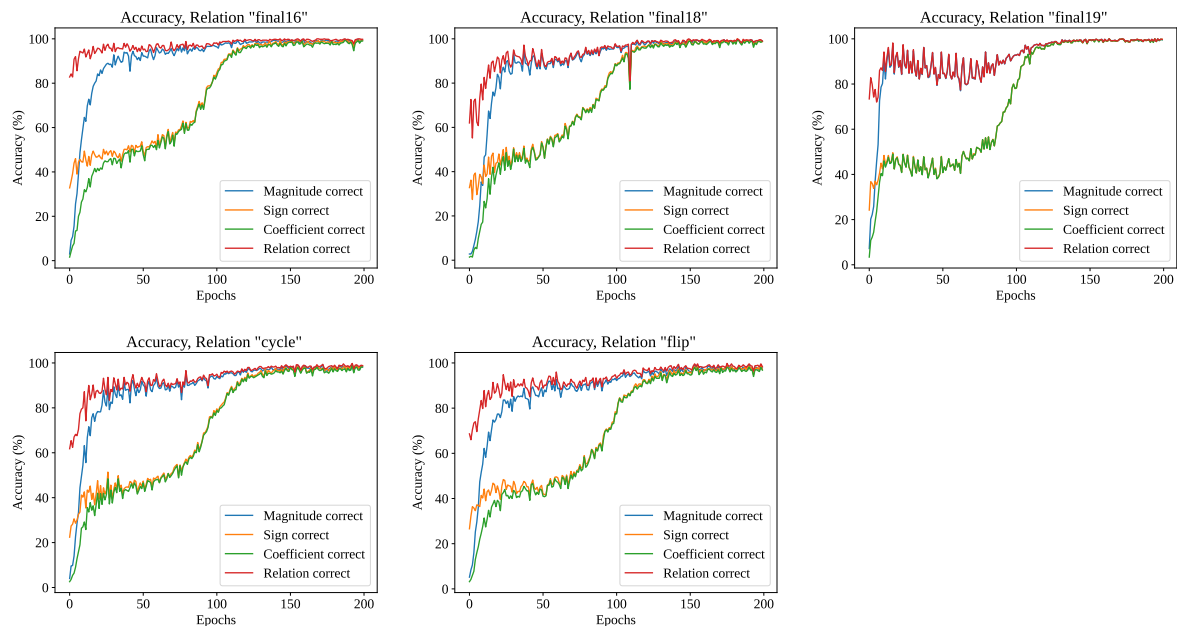 Accuracy, Relation "final16"
100
80
60
40
20
0
Accuracy (%)
Magnitude correct
Sign correct
Coefficient correct
Relation correct
0 50 100 150 200
Epochs
Accuracy, Relation "final18"
100
80
60
40
20
0
Accuracy (%)
Magnitude correct
Sign correct
Coefficient correct
Relation correct
0 50 100 150 200
Epochs
Accuracy, Relation "final19"
100
80
60
40
20
0
Accuracy (%)
Magnitude correct
Sign correct
Coefficient correct
Relation correct
0 50 100 150 200
Epochs
Accuracy, Relation "cycle"
100
80
60
40
20
0
Accuracy (%)
Magnitude correct
Sign correct
Coefficient correct
Relation correct
0 50 100 150 200
Epochs
Accuracy, Relation "flip"
100
80
60
40
20
0
Accuracy (%)
Magnitude correct
Sign correct
Coefficient correct
Relation correct
0 50 100 150 200
Epochs